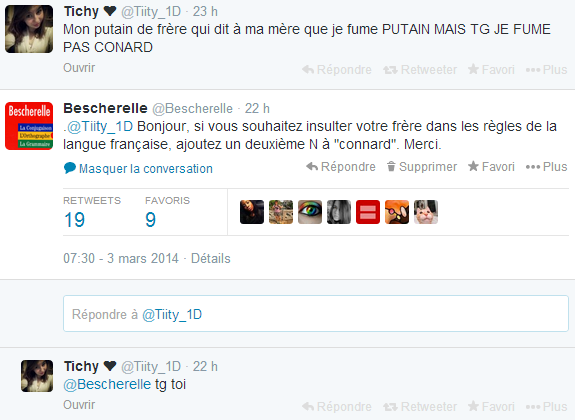 Tichy ♥ @Tiity_1D · 23 h
Mon putain de frère qui dit à ma mère que je fume PUTAIN MAIS TG JE FUME
PAS CONARD
Ouvrir Répondre Retweeter Favori Plus
Bescherelle
La Conjugaison
L'Orthographe
La Grammaire
Bescherelle @Bescherelle · 22 h
.@Tiity_1D Bonjour, si vous souhaitez insulter votre frère dans les règles de la
langue française, ajoutez un deuxième N à "connard". Merci.
Masquer la conversation Répondre Supprimer Favori Plus
RETWEETS FAVORIS
19 9
07:30 - 3 mars 2014 · Détails
Répondre à @Tiity_1D
Tichy ♥ @Tiity_1D · 22 h
@Bescherelle tg toi
Ouvrir Répondre Retweeter Favori Plus